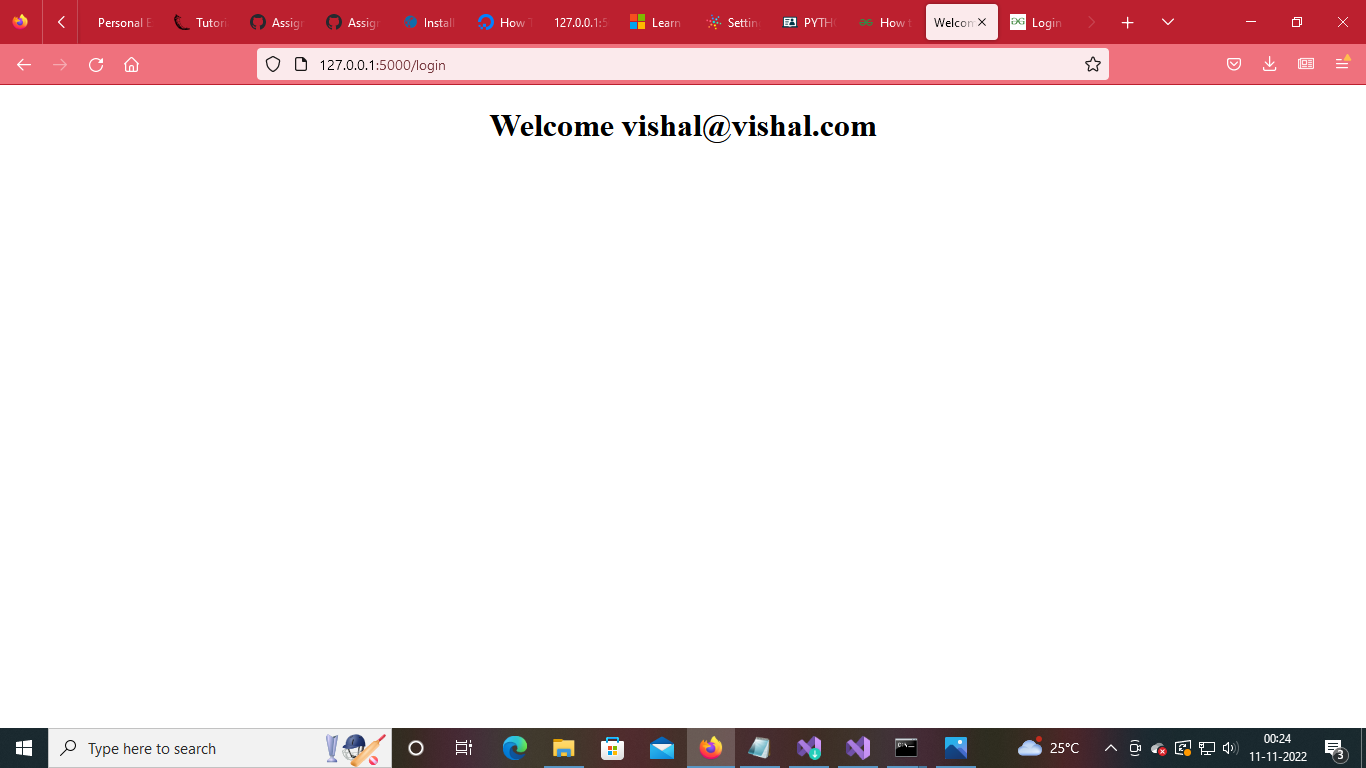 Personal E
Tutori
Assign
Assign
Install
How T
127.0.0.1:5
Learn
Setting
PYTH
How t
Welcom
Login
127.0.0.1:5000/login
Welcome vishal@vishal.com
Type here to search
25°C
00:24
11-11-2022
3